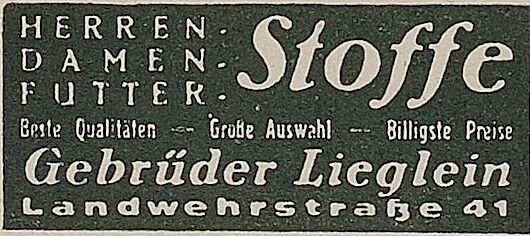 HERREN-
DAMEN-
FUTTER-
Stoffe
Beste Qualitäten — Große Auswahl — Billigste Preise
Gebrüder Lieglein
Landwehrstraße 41